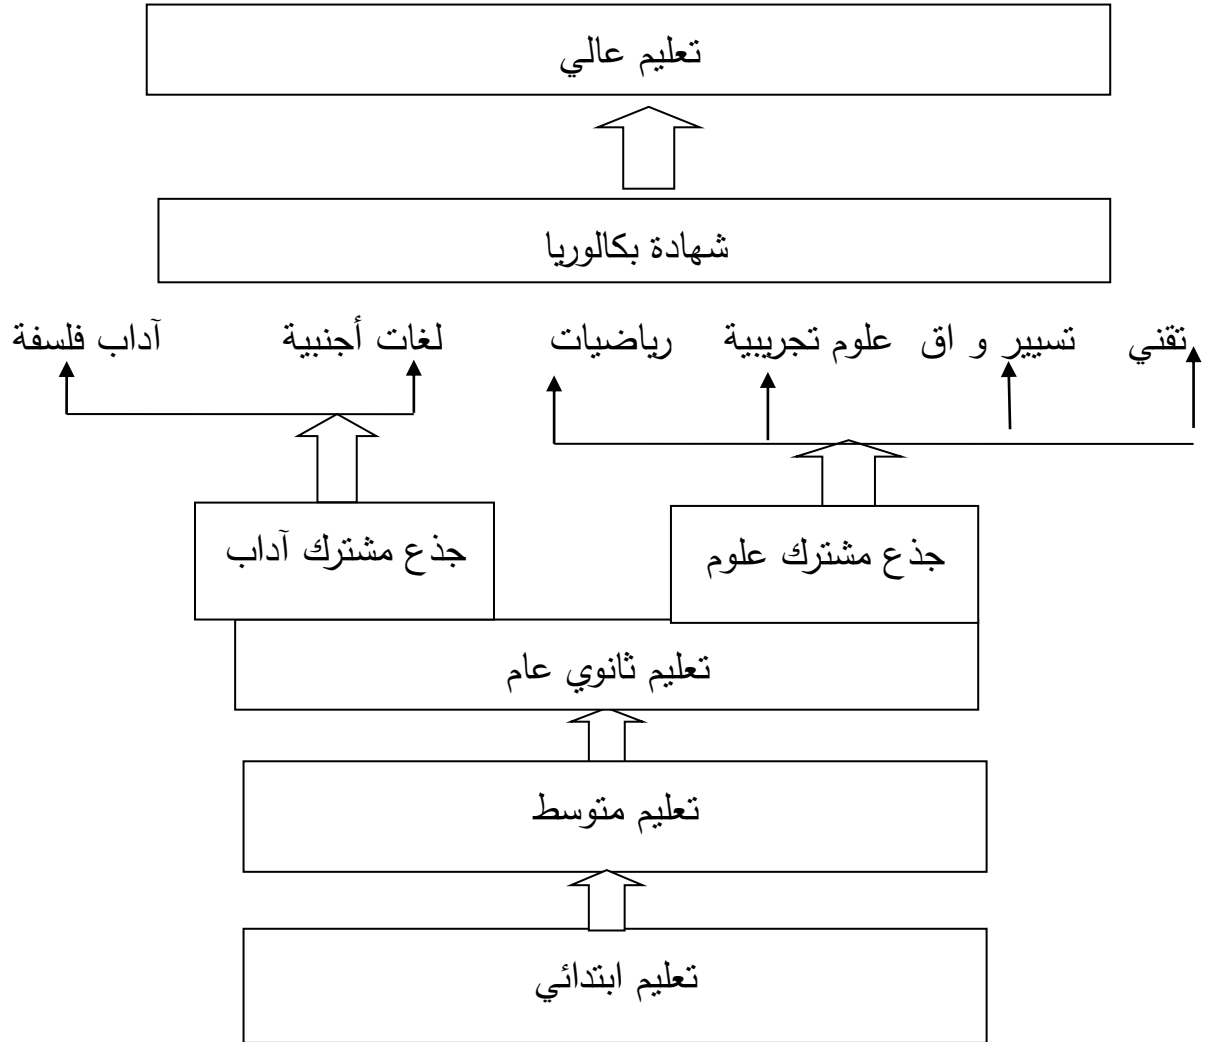 تعليم عالي
شهادة بكالوريا
تقني تسيير و اق علوم تجريبية رياضيات لغات أجنبية آداب فلسفة
جذع مشترك علوم جذع مشترك آداب
تعليم ثانوي عام
تعليم متوسط
تعليم ابتدائي